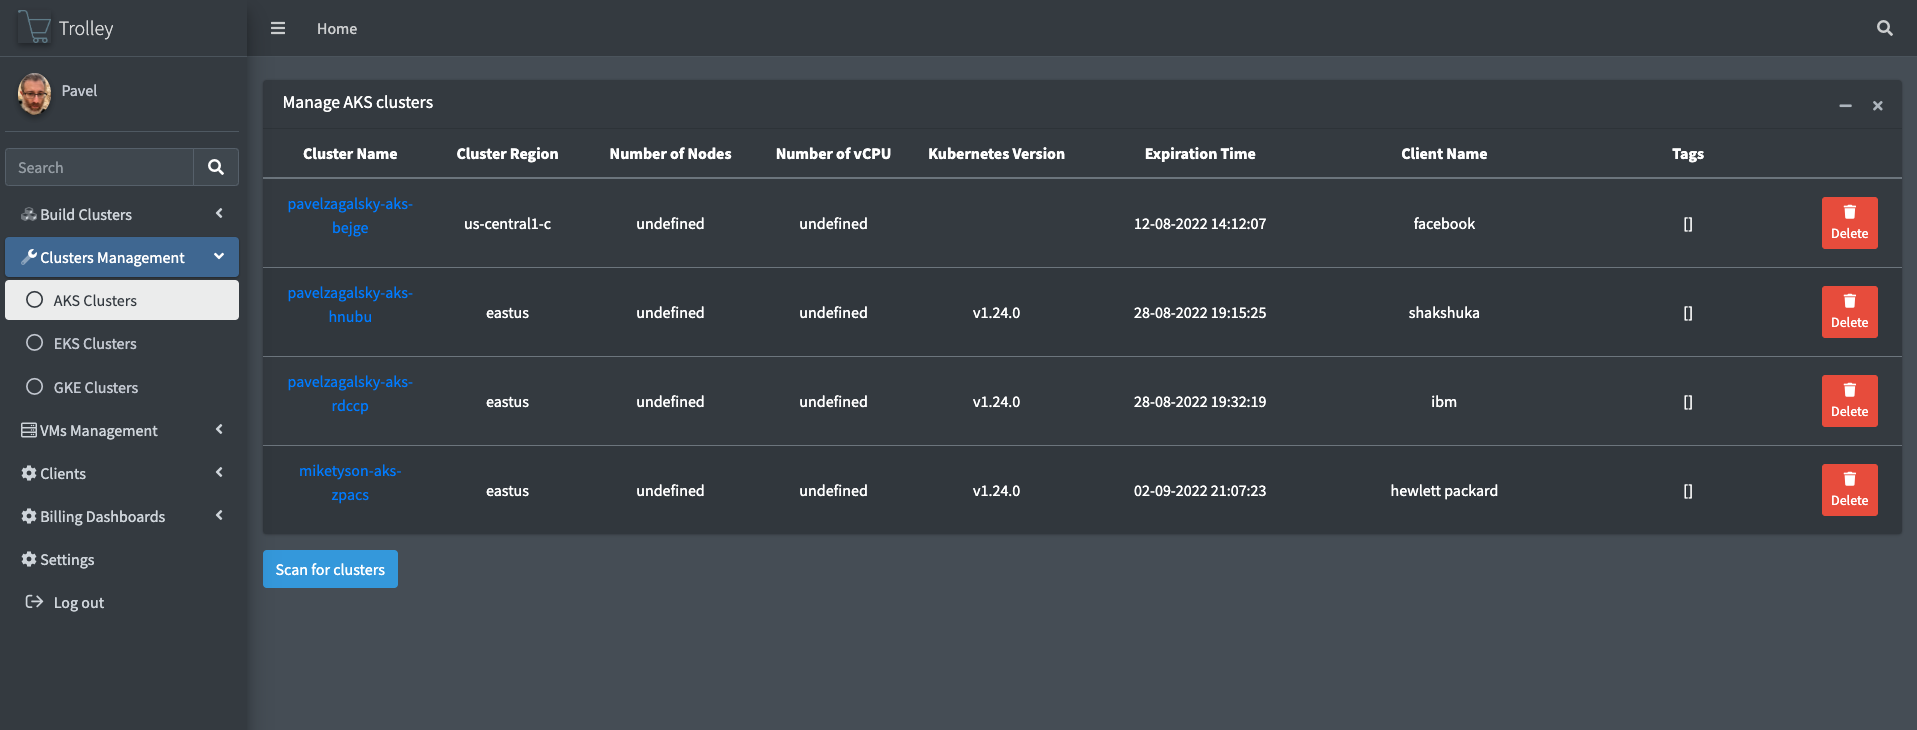 Trolley
Home
Pavel
Search
Build Clusters
Clusters Management
AKS Clusters
EKS Clusters
GKE Clusters
VMs Management
Clients
Billing Dashboards
Settings
Log out
Manage AKS clusters
Cluster Name Cluster Region Number of Nodes Number of vCPU Kubernetes Version Expiration Time Client Name Tags
pavelzagalsky-aks-
bejge us-central1-c undefined undefined 12-08-2022 14:12:07 facebook [] Delete
pavelzagalsky-aks-
hnubu eastus undefined undefined v1.24.0 28-08-2022 19:15:25 shakshuka [] Delete
pavelzagalsky-aks-
rdccp eastus undefined undefined v1.24.0 28-08-2022 19:32:19 ibm [] Delete
miketyson-aks-
zpacs eastus undefined undefined v1.24.0 02-09-2022 21:07:23 hewlett packard [] Delete
Scan for clusters